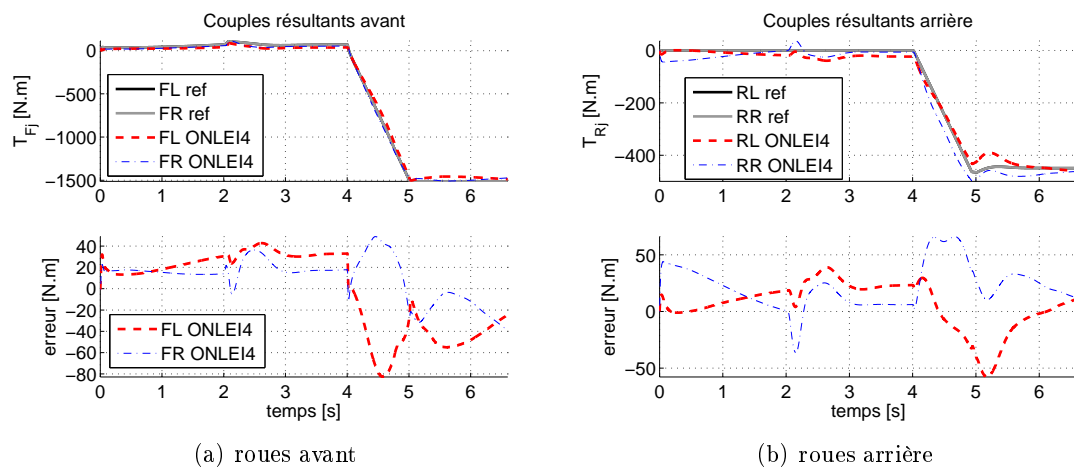 Couples résultants avant
T_Fj [N.m]
0
−500
−1000
−1500
FL ref
FR ref
FL ONLEI4
FR ONLEI4
0 1 2 3 4 5 6
erreur [N.m]
40
20
0
−20
−40
−60
−80
FL ONLEI4
FR ONLEI4
0 1 2 3 4 5 6
temps [s]
(a) roues avant
Couples résultants arrière
T_Rj [N.m]
0
−200
−400
RL ref
RR ref
RL ONLEI4
RR ONLEI4
0 1 2 3 4 5 6
erreur [N.m]
50
0
−50
0 1 2 3 4 5 6
temps [s]
(b) roues arrière